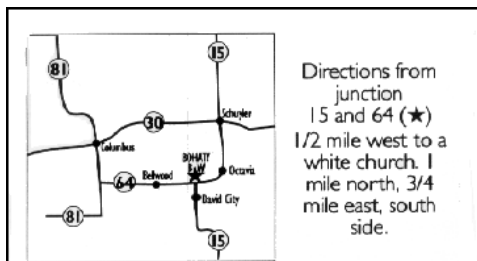 81
15
Schuyler
30
Columbus
BOHATY
Bellwood
Octavia
64
David City
81
15
Directions from
junction
15 and 64 (★)
1/2 mile west to a
white church. 1
mile north, 3/4
mile east, south
side.